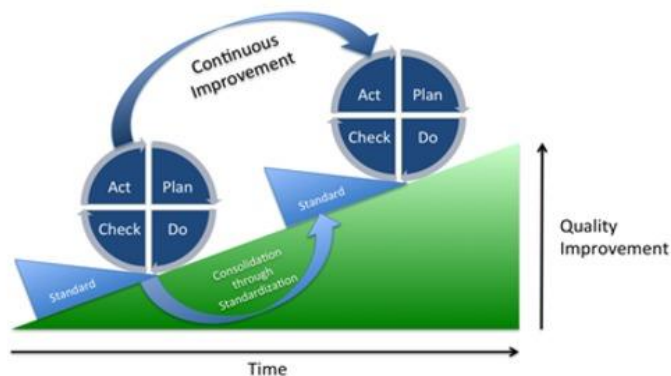 Continuous
Improvement
Act
Plan
Check
Do
Act
Plan
Check
Do
Standard
Standard
Consolidation
through
Standardization
Quality
Improvement
Time